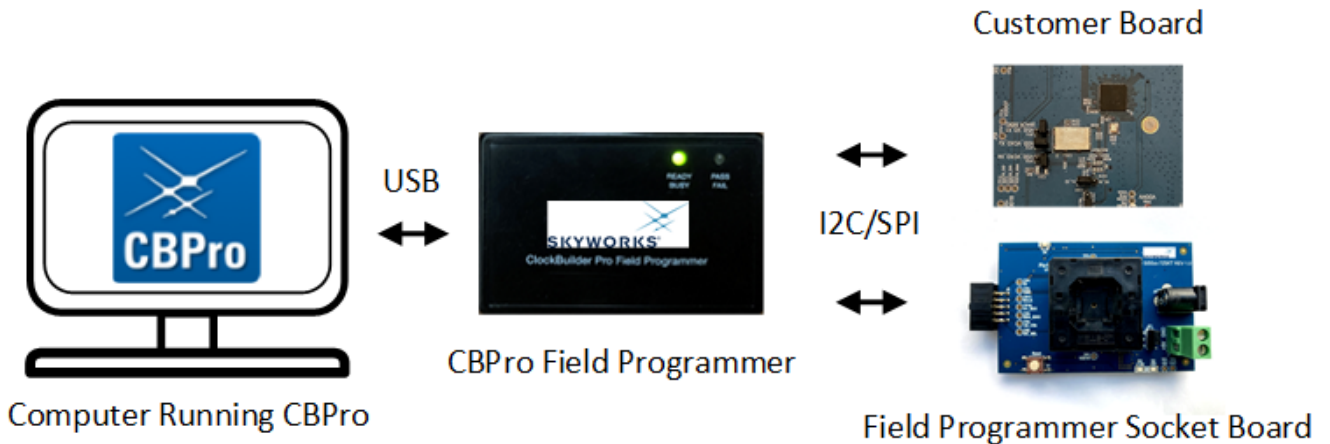 Customer Board
CBPro
USB
READY
BUSY
PASS
FAIL
SKYWORKS®
ClockBuilder Pro Field Programmer
I2C/SPI
CBPro Field Programmer
Computer Running CBPro
Field Programmer Socket Board